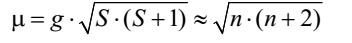 μ = g · √S · (S + 1) ≈ √n · (n + 2)